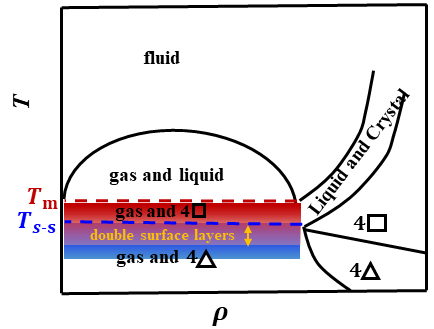 fluid
T
Liquid and Crystal
gas and liquid
Tm
gas and 4□
Ts-s
4□
double surface layers
gas and 4△
4△
ρ